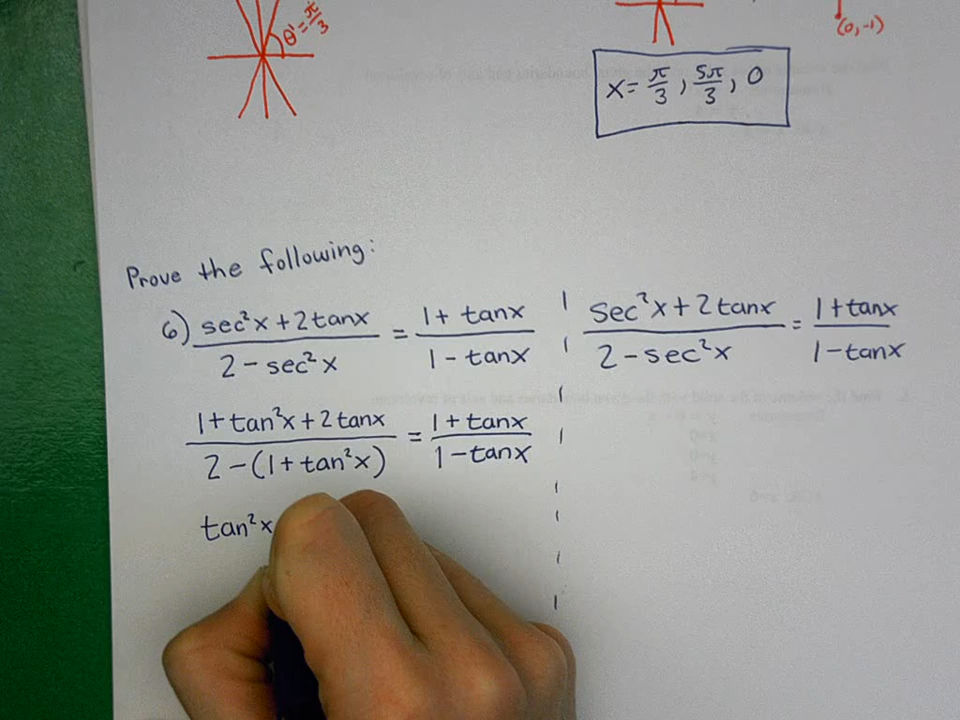 θ' = π/3
(0, -1)
x = π/3, 5π/3, 0
Prove the following:
6) (sec²x + 2tanx)/(2 - sec²x) = (1 + tanx)/(1 - tanx)
(sec²x + 2tanx)/(2 - sec²x) = (1 + tanx)/(1 - tanx)
(1 + tan²x + 2tanx)/(2 - (1 + tan²x)) = (1 + tanx)/(1 - tanx)
tan²x